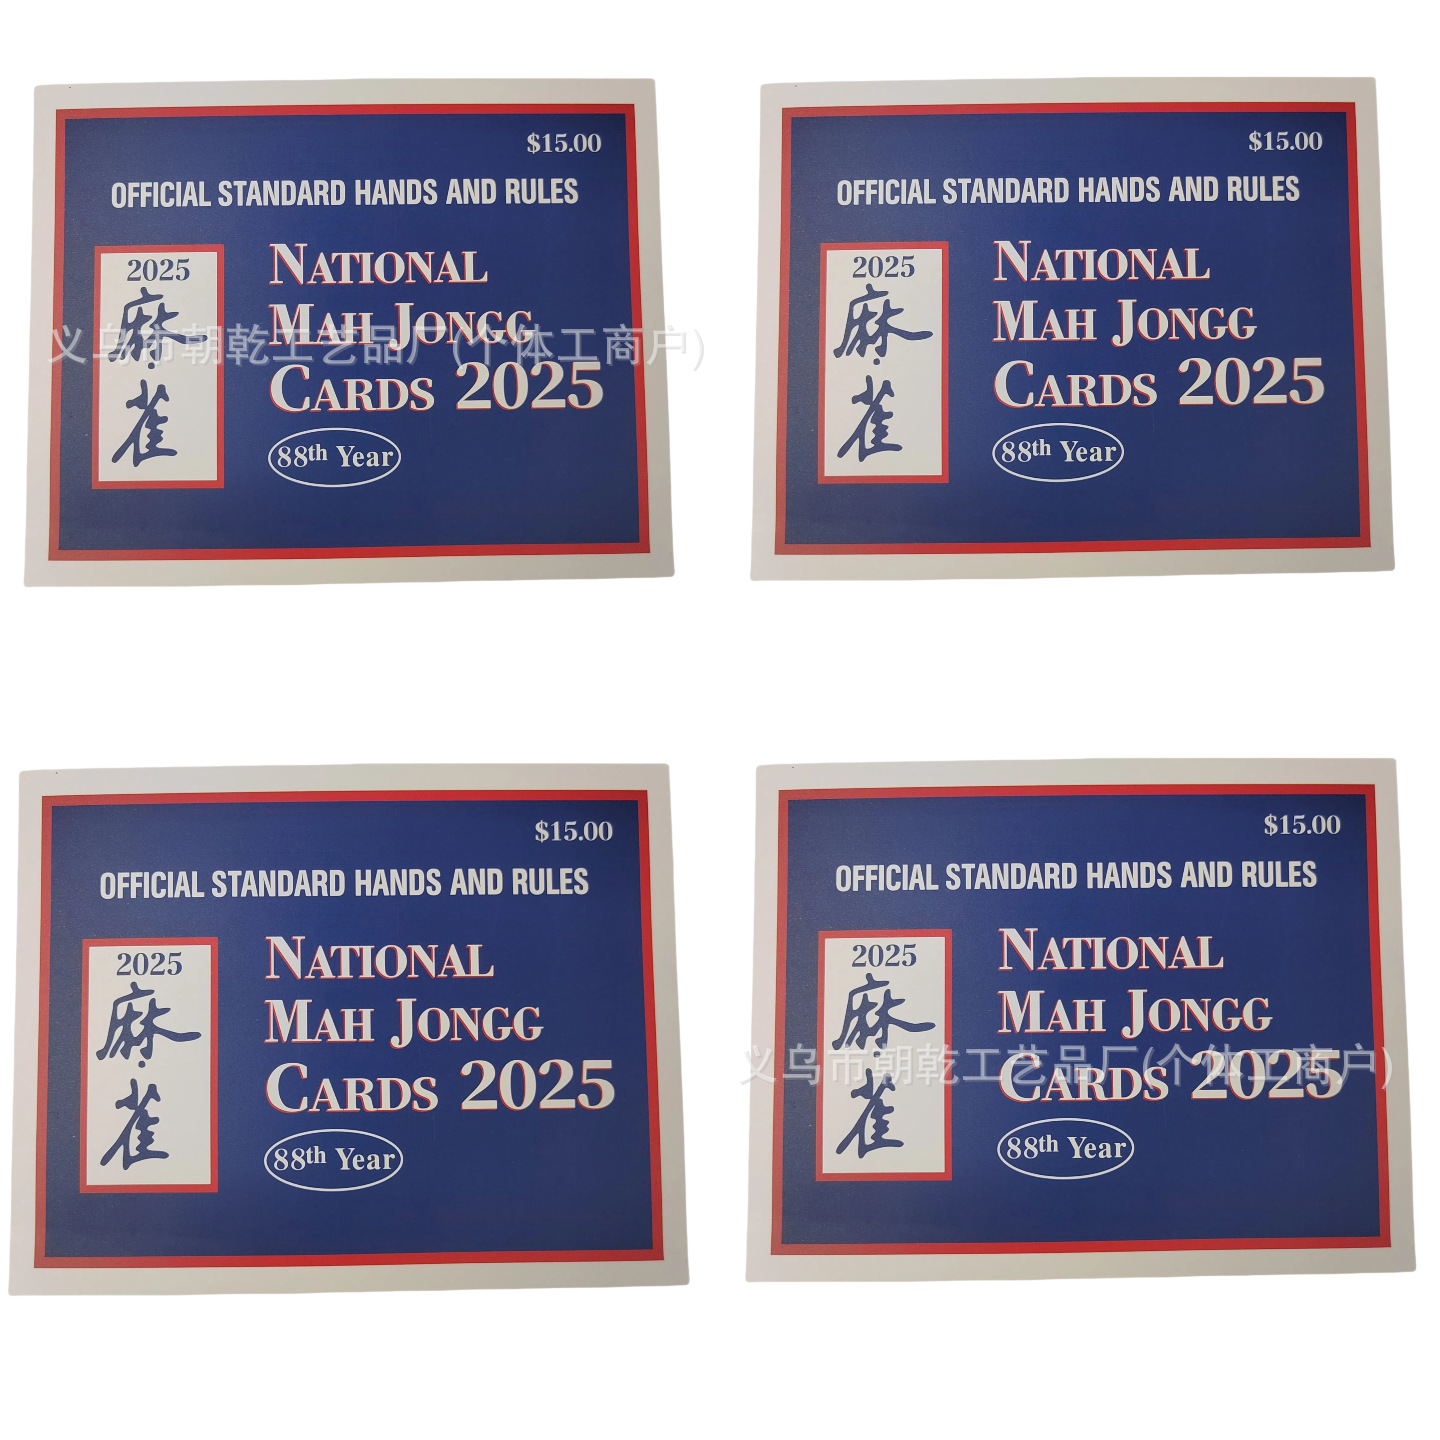 $15.00
OFFICIAL STANDARD HANDS AND RULES
2025
麻雀
NATIONAL
MAH JONGG
CARDS 2025
88th Year
义乌市朝乾工艺品厂(个体工商户)
$15.00
OFFICIAL STANDARD HANDS AND RULES
2025
麻雀
NATIONAL
MAH JONGG
CARDS 2025
88th Year
$15.00
OFFICIAL STANDARD HANDS AND RULES
2025
麻雀
NATIONAL
MAH JONGG
CARDS 2025
88th Year
$15.00
OFFICIAL STANDARD HANDS AND RULES
2025
麻雀
NATIONAL
MAH JONGG
CARDS 2025
88th Year
义乌市朝乾工艺品厂(个体工商户)